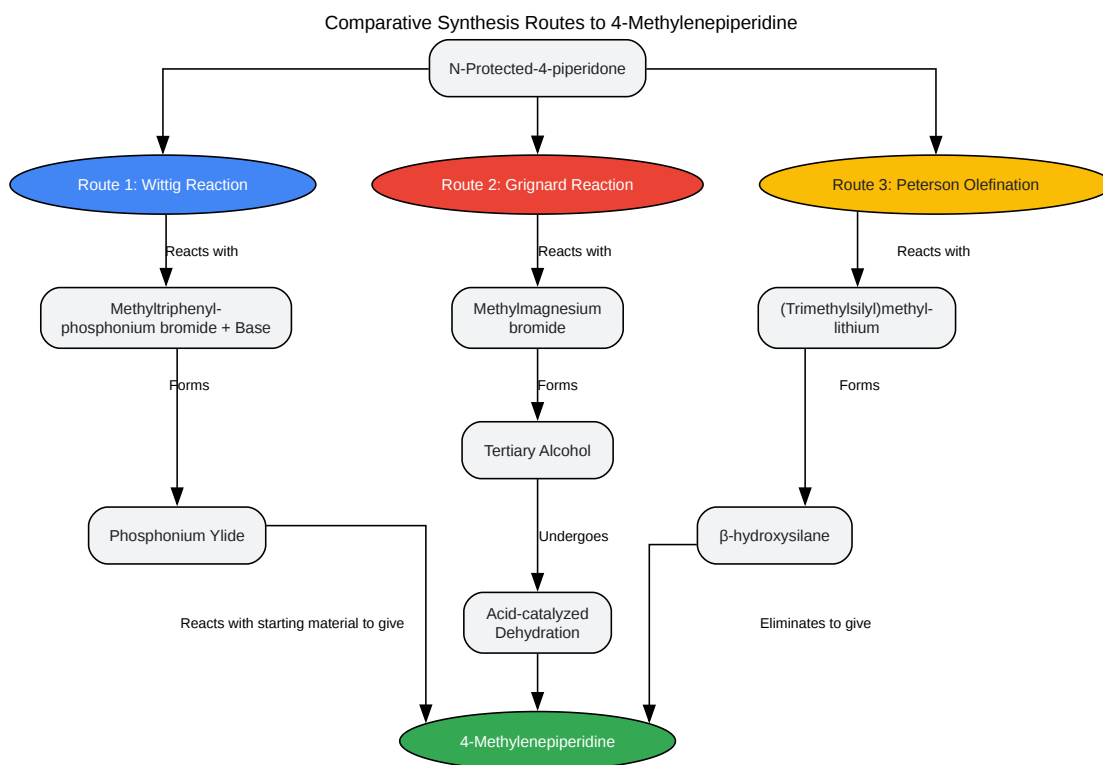 Comparative Synthesis Routes to 4-Methylenepiperidine
N-Protected-4-piperidone
Route 1: Wittig Reaction
Route 2: Grignard Reaction
Route 3: Peterson Olefination
Reacts with
Reacts with
Reacts with
Methyltriphenyl-
phosphonium bromide + Base
Methylmagnesium
bromide
(Trimethylsilyl)methyl-
lithium
Forms
Forms
Forms
Tertiary Alcohol
Phosphonium Ylide
Undergoes
β-hydroxysilane
Acid-catalyzed
Dehydration
Reacts with starting material to give
Eliminates to give
4-Methylenepiperidine